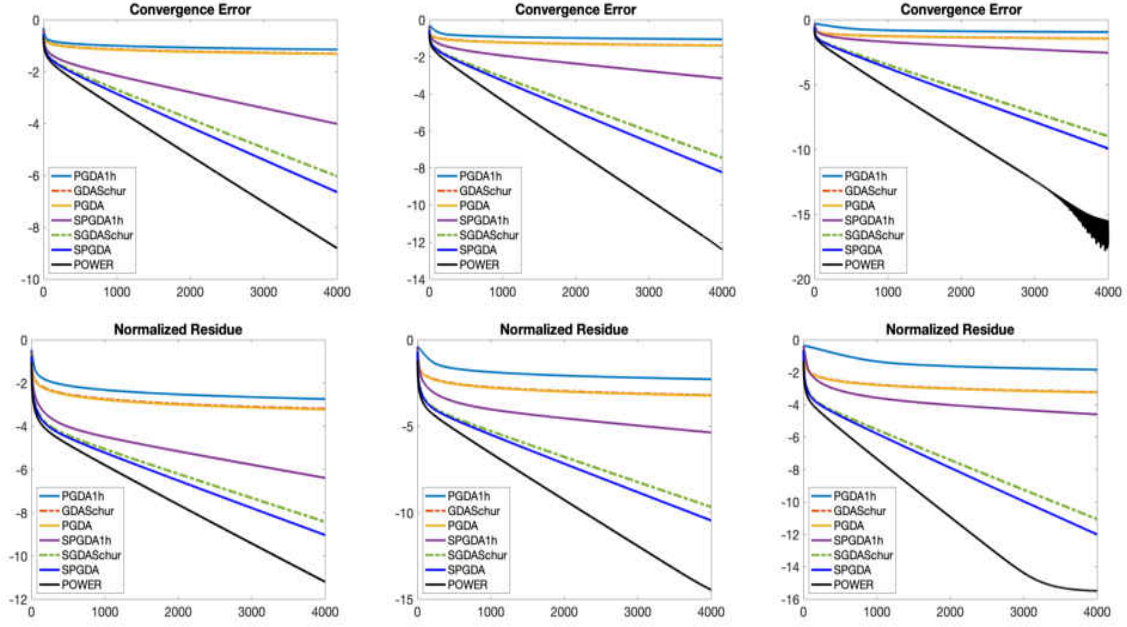 Convergence Error
0
-2
-4
-6
-8
-10
0 1000 2000 3000 4000
PGDA1h
GDASchur
PGDA
SPGDA1h
SGDASchur
SPGDA
POWER
Convergence Error
0
-2
-4
-6
-8
-10
-12
-14
0 1000 2000 3000 4000
PGDA1h
GDASchur
PGDA
SPGDA1h
SGDASchur
SPGDA
POWER
Convergence Error
0
-5
-10
-15
-20
0 1000 2000 3000 4000
PGDA1h
GDASchur
PGDA
SPGDA1h
SGDASchur
SPGDA
POWER
Normalized Residue
0
-2
-4
-6
-8
-10
-12
0 1000 2000 3000 4000
PGDA1h
GDASchur
PGDA
SPGDA1h
SGDASchur
SPGDA
POWER
Normalized Residue
0
-5
-10
-15
0 1000 2000 3000 4000
PGDA1h
GDASchur
PGDA
SPGDA1h
SGDASchur
SPGDA
POWER
Normalized Residue
0
-2
-4
-6
-8
-10
-12
-14
-16
0 1000 2000 3000 4000
PGDA1h
GDASchur
PGDA
SPGDA1h
SGDASchur
SPGDA
POWER